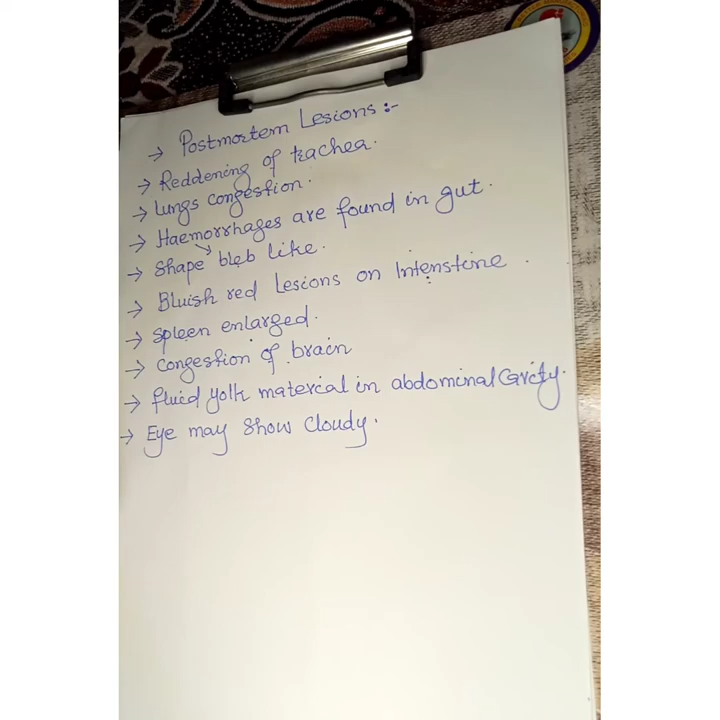 → Postmortem Lesions :-
→ Reddening of trachea.
→ Lungs congestion.
→ Haemorrhages are found in gut.
→ Shape bleb like.
→ Bluish red Lesions on Intenstine.
→ Spleen enlarged.
→ Congestion of brain
→ fluid yolk material in abdominal Cavity.
→ Eye may show Cloudy.